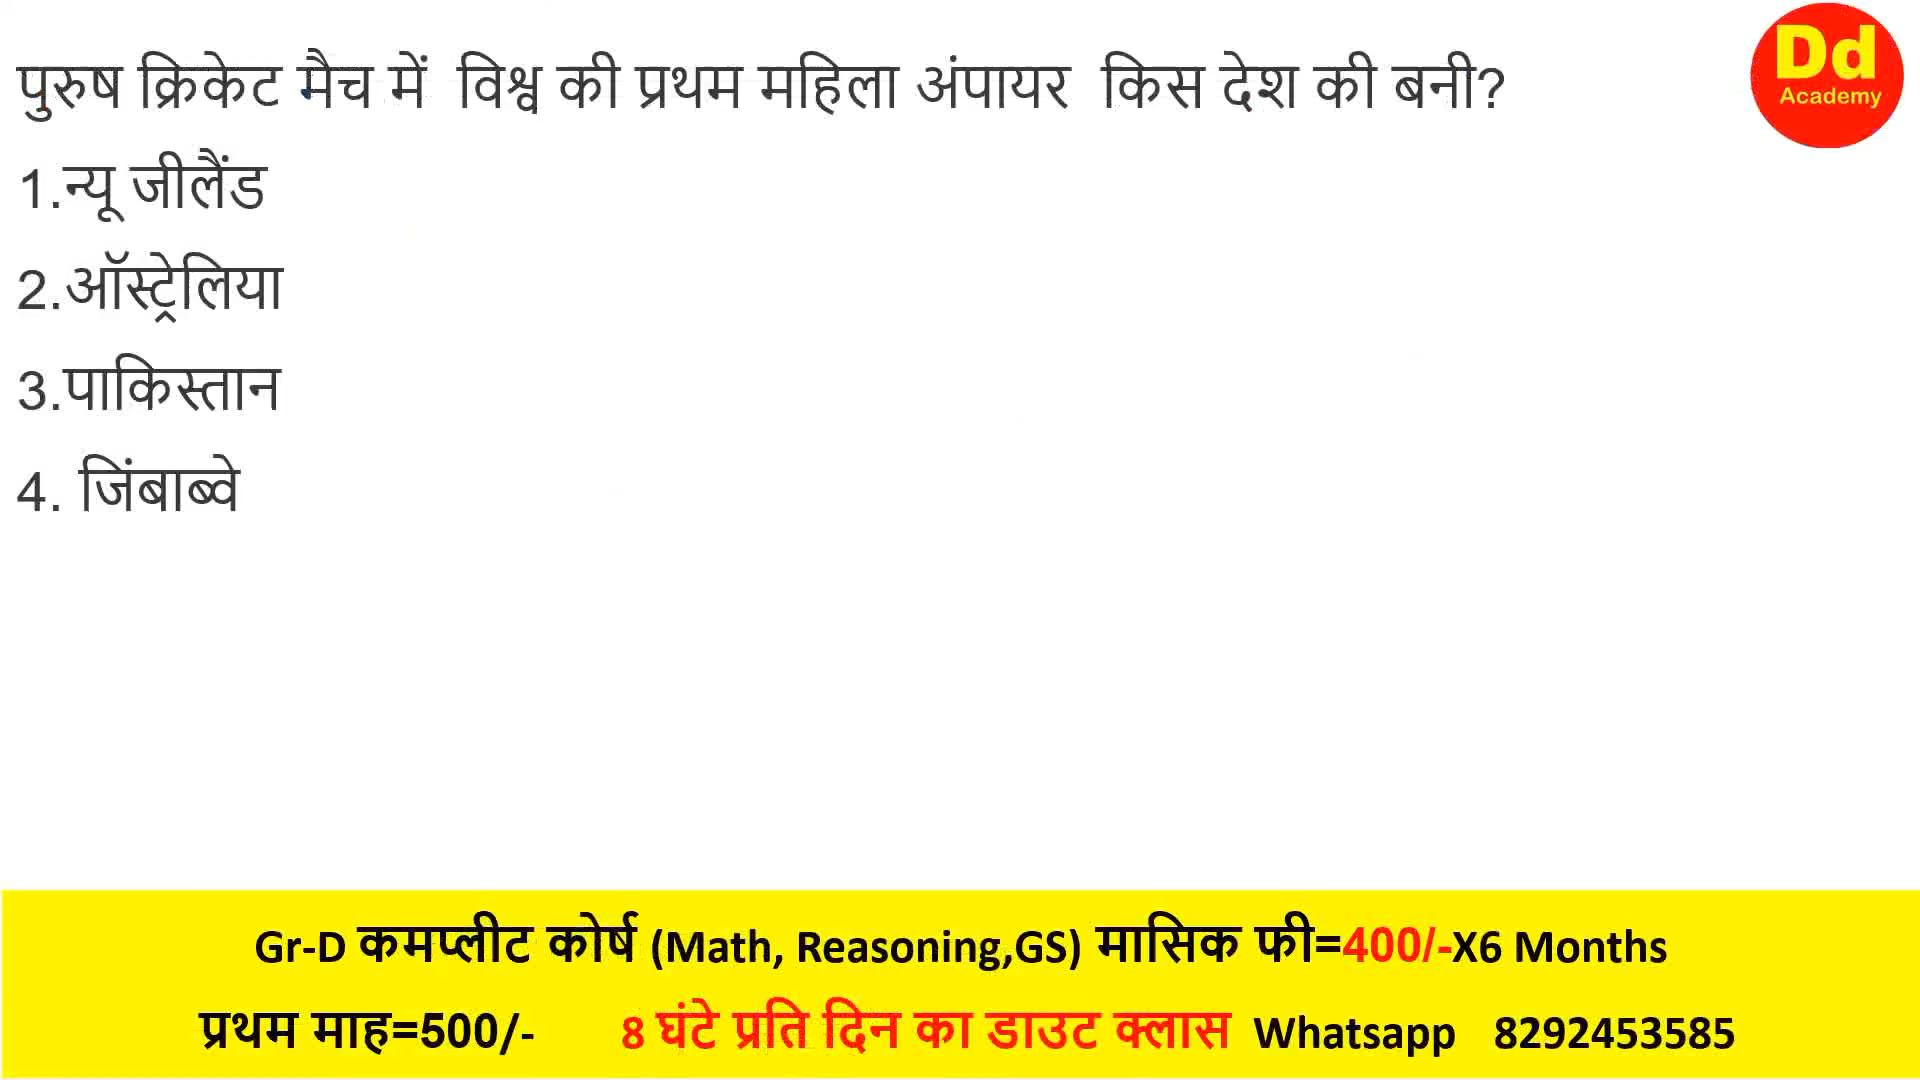 पुरुष क्रिकेट मैच में विश्व की प्रथम महिला अंपायर किस देश की बनी?
Dd
Academy
1.न्यू जीलैंड
2.ऑस्ट्रेलिया
3.पाकिस्तान
4. जिंबाब्वे
Gr-D कमप्लीट कोर्ष (Math, Reasoning,GS) मासिक फी=400/-X6 Months
प्रथम माह=500/- 8 घंटे प्रति दिन का डाउट क्लास Whatsapp 8292453585